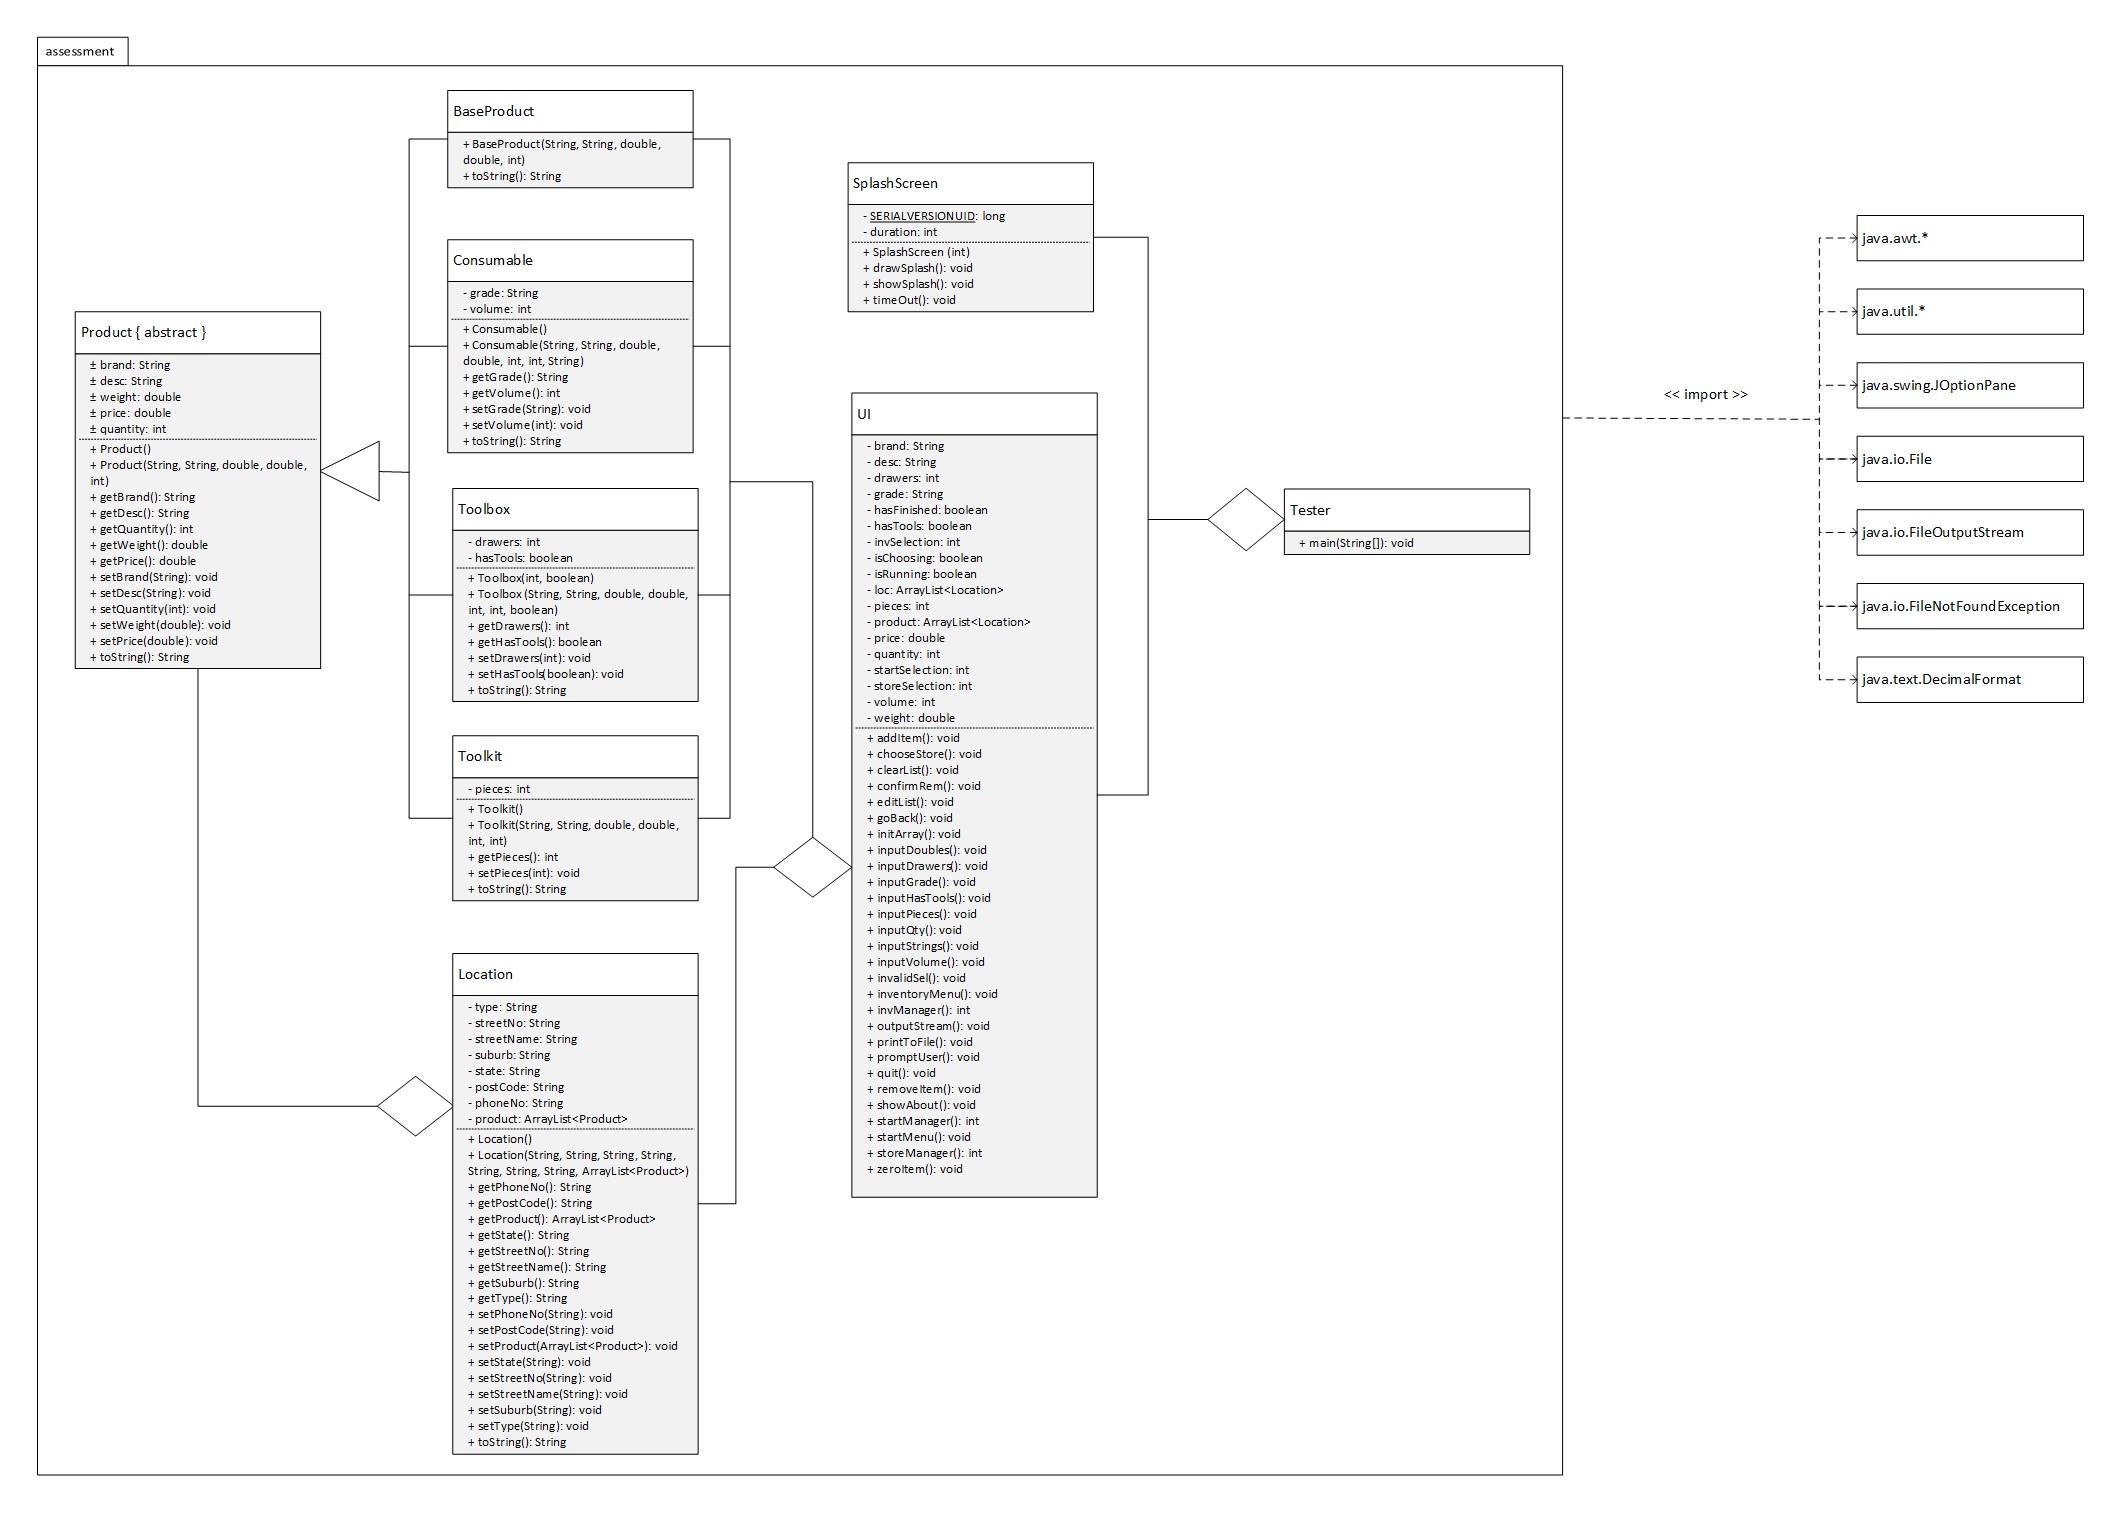 assessment
BaseProduct
+ BaseProduct(String, String, double,
double, int)
+ toString(): String
Consumable
- grade: String
- volume: int
+ Consumable()
+ Consumable(String, String, double,
double, int, int, String)
+ getGrade(): String
+ getVolume(): int
+ setGrade(String): void
+ setVolume(int): void
+ toString(): String
Product { abstract }
± brand: String
± desc: String
± weight: double
± price: double
± quantity: int
+ Product()
+ Product(String, String, double, double,
int)
+ getBrand(): String
+ getDesc(): String
+ getQuantity(): int
+ getWeight(): double
+ getPrice(): double
+ setBrand(String): void
+ setDesc(String): void
+ setQuantity(int): void
+ setWeight(double): void
+ setPrice(double): void
+ toString(): String
Toolbox
- drawers: int
- hasTools: boolean
+ Toolbox(int, boolean)
+ Toolbox(String, String, double, double,
int, int, boolean)
+ getDrawers(): int
+ getHasTools(): boolean
+ setDrawers(int): void
+ setHasTools(boolean): void
+ toString(): String
Toolkit
- pieces: int
+ Toolkit()
+ Toolkit(String, String, double, double,
int, int)
+ getPieces(): int
+ setPieces(int): void
+ toString(): String
Location
- type: String
- streetNo: String
- streetName: String
- suburb: String
- state: String
- postCode: String
- phoneNo: String
- product: ArrayList<Product>
+ Location()
+ Location(String, String, String, String,
String, String, String, ArrayList<Product>)
+ getPhoneNo(): String
+ getPostCode(): String
+ getProduct(): ArrayList<Product>
+ getState(): String
+ getStreetNo(): String
+ getStreetName(): String
+ getSuburb(): String
+ getType(): String
+ setPhoneNo(String): void
+ setPostCode(String): void
+ setProduct(ArrayList<Product>): void
+ setState(String): void
+ setStreetNo(String): void
+ setStreetName(String): void
+ setSuburb(String): void
+ setType(String): void
+ toString(): String
SplashScreen
- SERIALVERSIONUID: long
- duration: int
+ SplashScreen (int)
+ drawSplash(): void
+ showSplash(): void
+ timeOut(): void
UI
- brand: String
- desc: String
- drawers: int
- grade: String
- hasFinished: boolean
- hasTools: boolean
- invSelection: int
- isChoosing: boolean
- isRunning: boolean
- loc: ArrayList<Location>
- pieces: int
- product: ArrayList<Location>
- price: double
- quantity: int
- startSelection: int
- storeSelection: int
- volume: int
- weight: double
+ addItem(): void
+ chooseStore(): void
+ clearList(): void
+ confirmRem(): void
+ editList(): void
+ goBack(): void
+ initArray(): void
+ inputDoubles(): void
+ inputDrawers(): void
+ inputGrade(): void
+ inputHasTools(): void
+ inputPieces(): void
+ inputQty(): void
+ inputStrings(): void
+ inputVolume(): void
+ invalidSel(): void
+ inventoryMenu(): void
+ invManager(): int
+ outputStream(): void
+ printToFile(): void
+ promptUser(): void
+ quit(): void
+ removeItem(): void
+ showAbout(): void
+ startManager(): int
+ startMenu(): void
+ storeManager(): int
+ zeroItem(): void
Tester
+ main(String[]): void
<< import >>
java.awt.*
java.util.*
java.swing.JOptionPane
java.io.File
java.io.FileOutputStream
java.io.FileNotFoundException
java.text.DecimalFormat